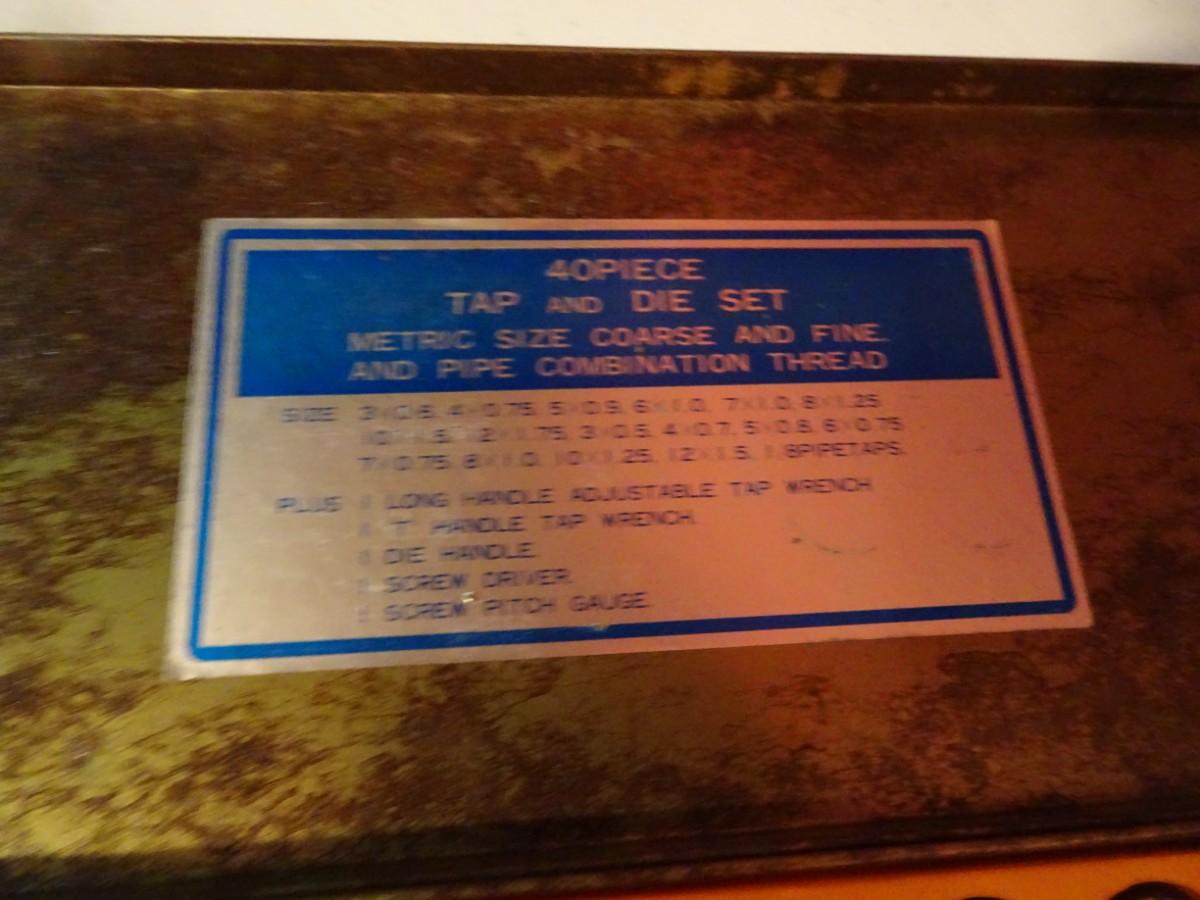 40PIECE
TAP AND DIE SET
METRIC SIZE COARSE AND FINE.
AND PIPE COMBINATION THREAD
SIZE 3×0.6, 4×0.75, 5×0.9, 6×1.0, 7×1.0, 8×1.25
10×1.5, 12×1.75, 3×0.5, 4×0.7, 5×0.8, 6×0.75
7×0.75, 8×1.0, 10×1.25, 12×1.5, 1.8PIPETAPS.
PLUS 1 LONG HANDLE ADJUSTABLE TAP WRENCH
1 'T' HANDLE TAP WRENCH.
1 DIE HANDLE.
1 SCREW DRIVER.
1 SCREW PITCH GAUGE.